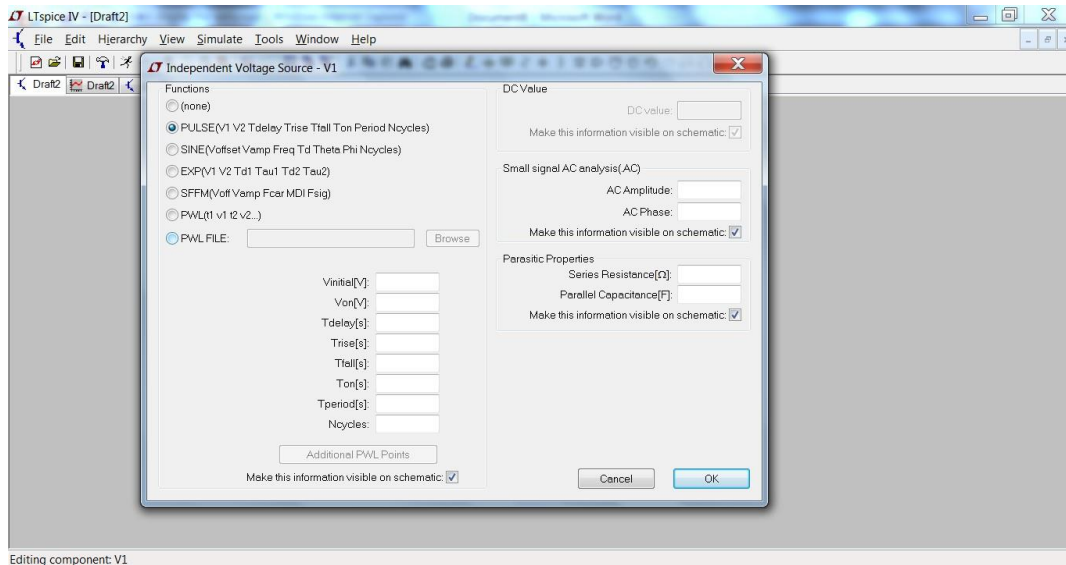 LTspice IV - [Draft2]
File Edit Hierarchy View Simulate Tools Window Help
Draft2 Draft2
Independent Voltage Source - V1
Functions
(none)
PULSE(V1 V2 Tdelay Trise Tfall Ton Period Ncycles)
SINE(Voffset Vamp Freq Td Theta Phi Ncycles)
EXP(V1 V2 Td1 Tau1 Td2 Tau2)
SFFM(Voff Vamp Fcar MDI Fsig)
PWL(t1 v1 t2 v2...)
PWL FILE: Browse
Vinitial[V]:
Von[V]:
Tdelay[s]:
Trise[s]:
Tfall[s]:
Ton[s]:
Tperiod[s]:
Ncycles:
Additional PWL Points
Make this information visible on schematic:
DC Value
DC value:
Make this information visible on schematic:
Small signal AC analysis(.AC)
AC Amplitude:
AC Phase:
Make this information visible on schematic:
Parasitic Properties
Series Resistance[Ω]:
Parallel Capacitance[F]:
Make this information visible on schematic:
Cancel OK
Editing component: V1